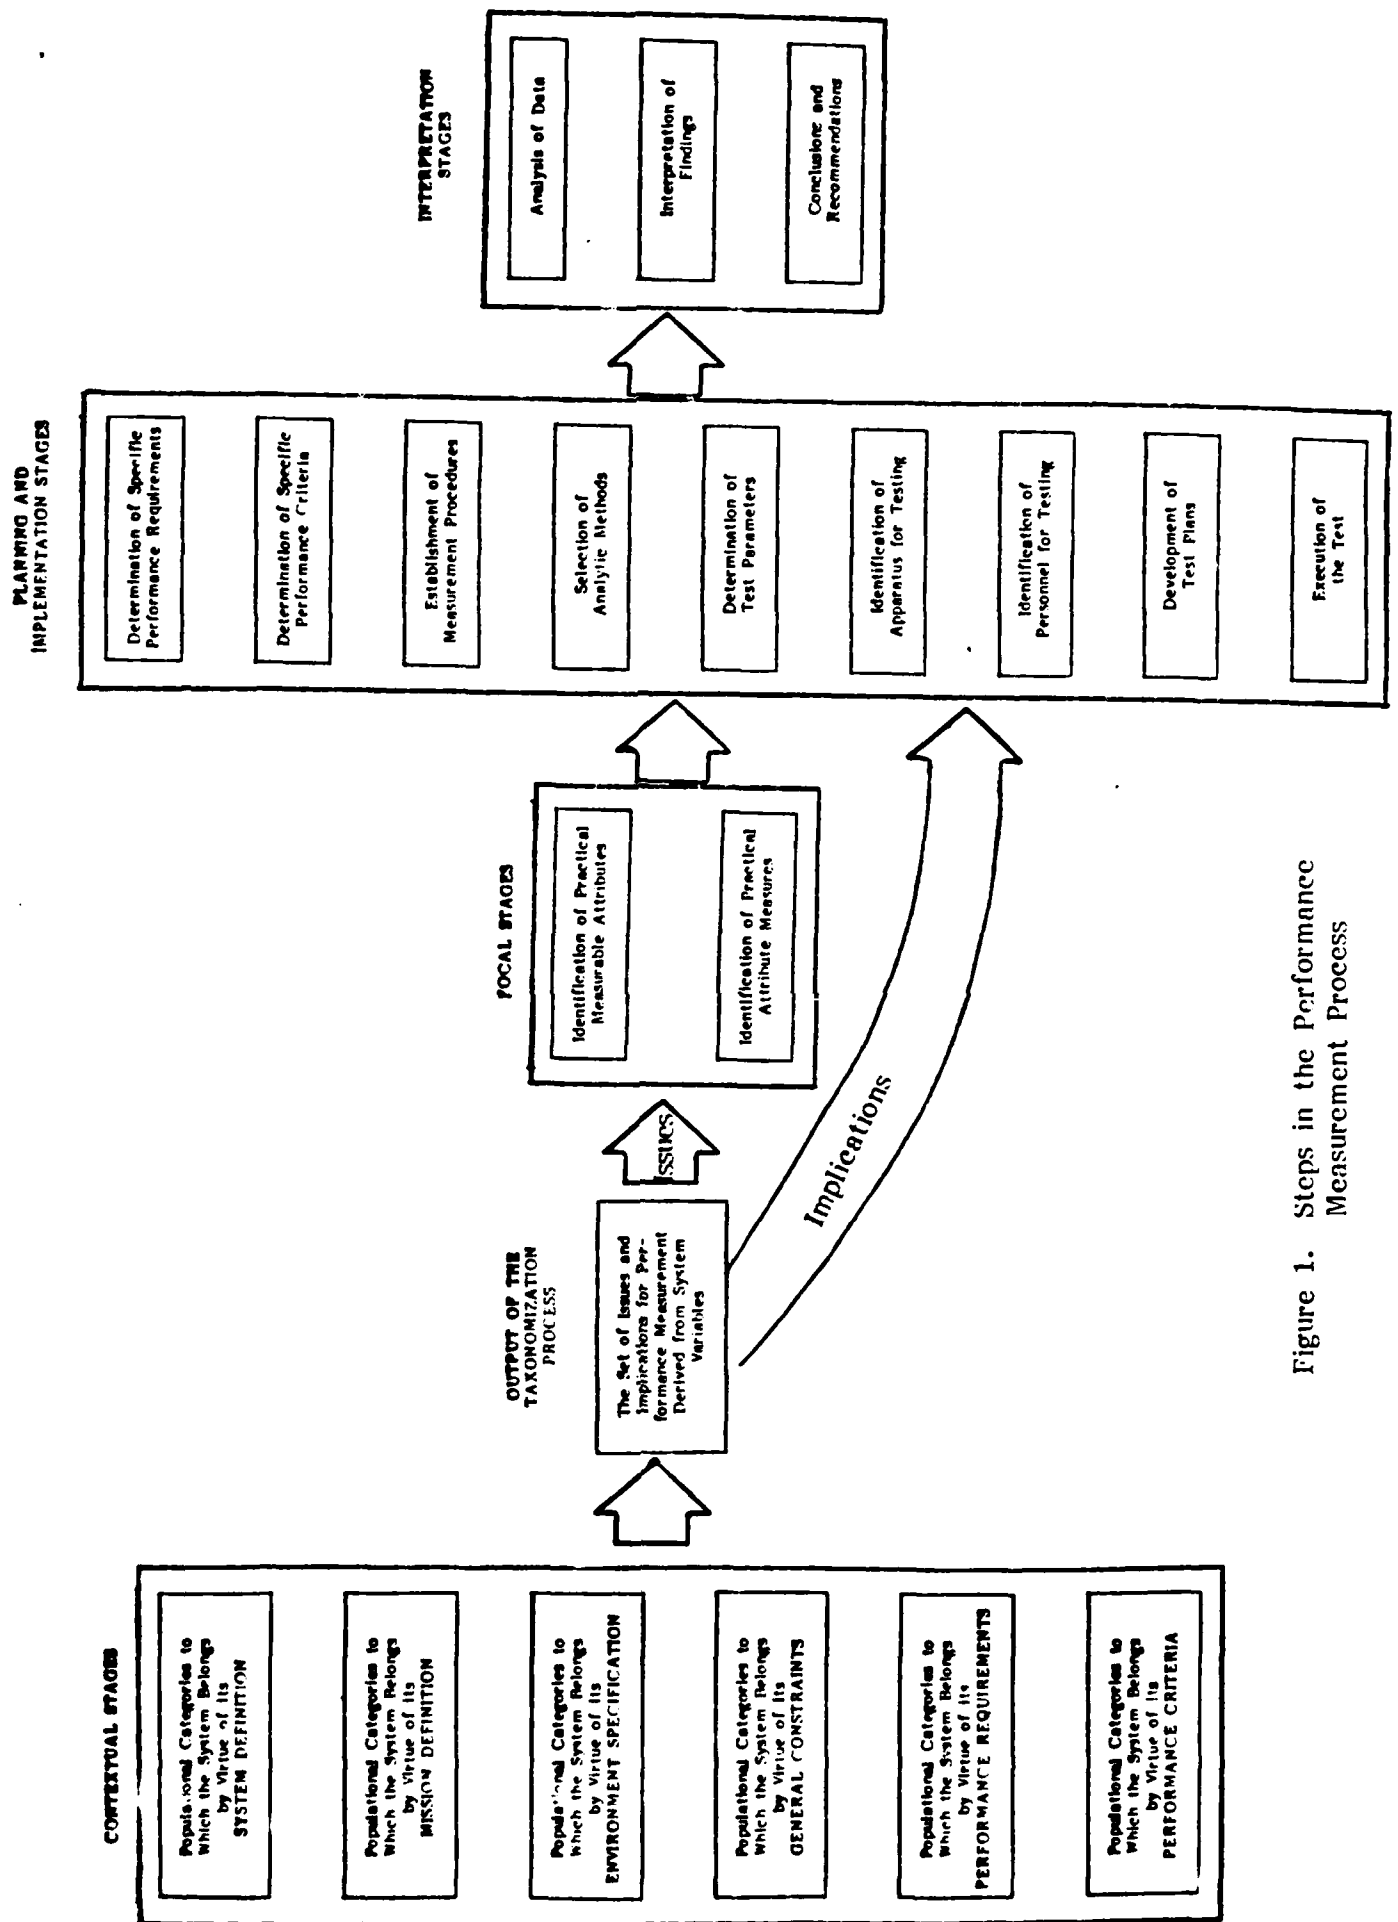 CONTEXTUAL STAGES
Populational Categories to
Which the System Belongs
by Virtue of Its
SYSTEM DEFINITION
Populational Categories to
Which the System Belongs
by Virtue of Its
MISSION DEFINITION
Populational Categories to
Which the System Belongs
by Virtue of Its
ENVIRONMENT SPECIFICATION
Populational Categories to
Which the System Belongs
by Virtue of Its
GENERAL CONSTRAINTS
Populational Categories to
Which the System Belongs
by Virtue of Its
PERFORMANCE REQUIREMENTS
Populational Categories to
Which the System Belongs
by Virtue of Its
PERFORMANCE CRITERIA
OUTPUT OF THE
TAXONOMIZATION
PROCESS
The Set of Issues and
Implications for Per-
formance Measurement
Derived from System
Variables
Issues
Implications
FOCAL STAGES
Identification of Practical
Measurable Attributes
Identification of Practical
Attribute Measures
PLANNING AND
IMPLEMENTATION STAGES
Determination of Specific
Performance Requirements
Determination of Specific
Performance Criteria
Establishment of
Measurement Procedures
Selection of
Analytic Methods
Determination of
Test Parameters
Identification of
Apparatus for Testing
Identification of
Personnel for Testing
Development of
Test Plans
Execution of
the Test
INTERPRETATION
STAGES
Analysis of Data
Interpretation of
Findings
Conclusions and
Recommendations
Figure 1. Steps in the Performance
Measurement Process